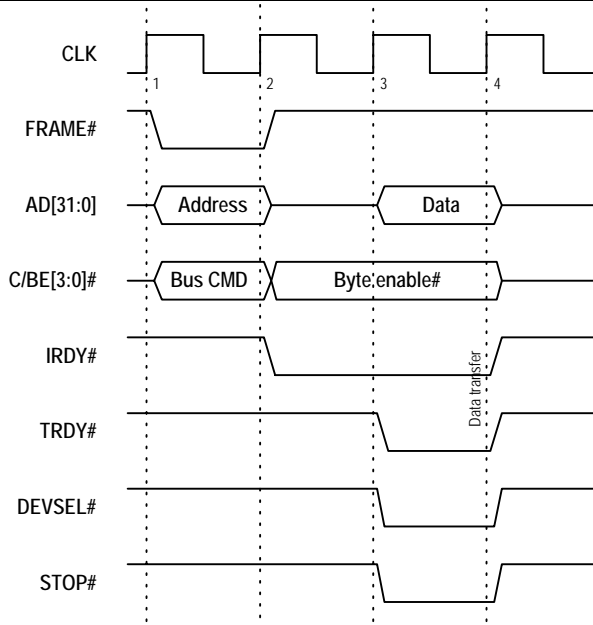 CLK
1 2 3 4
FRAME#
AD[31:0] Address Data
C/BE[3:0]# Bus CMD Byte enable#
IRDY#
Data transfer
TRDY#
DEVSEL#
STOP#